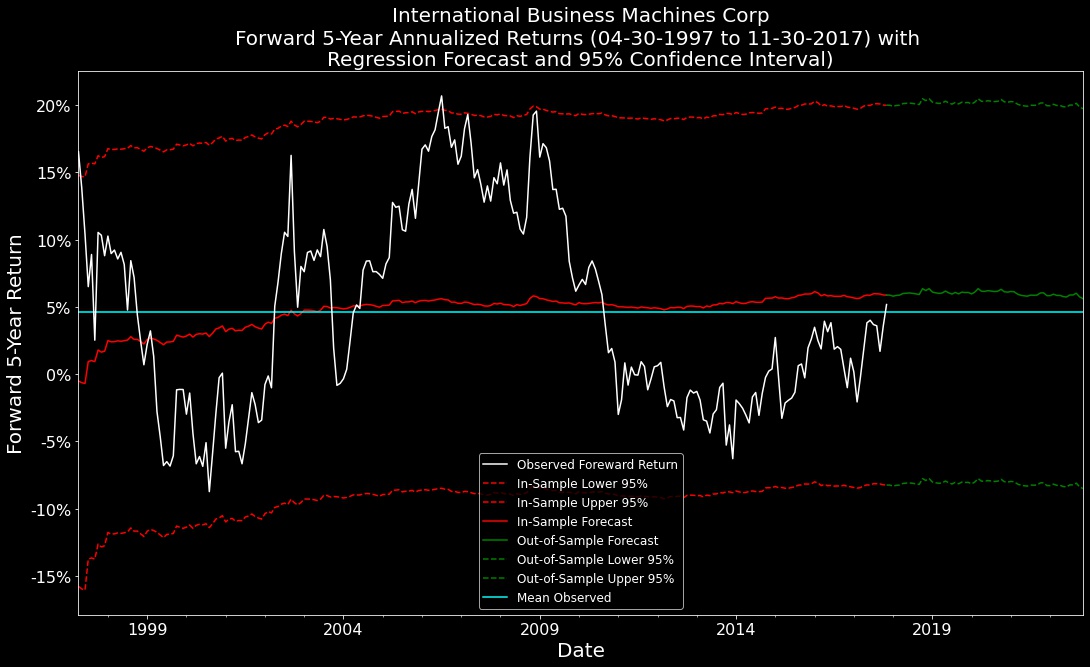 International Business Machines Corp
Forward 5-Year Annualized Returns (04-30-1997 to 11-30-2017) with
Regression Forecast and 95% Confidence Interval)
Forward 5-Year Return
20%
15%
10%
5%
0%
-5%
-10%
-15%
Observed Foreward Return
In-Sample Lower 95%
In-Sample Upper 95%
In-Sample Forecast
Out-of-Sample Forecast
Out-of-Sample Lower 95%
Out-of-Sample Upper 95%
Mean Observed
1999 2004 2009 2014 2019
Date